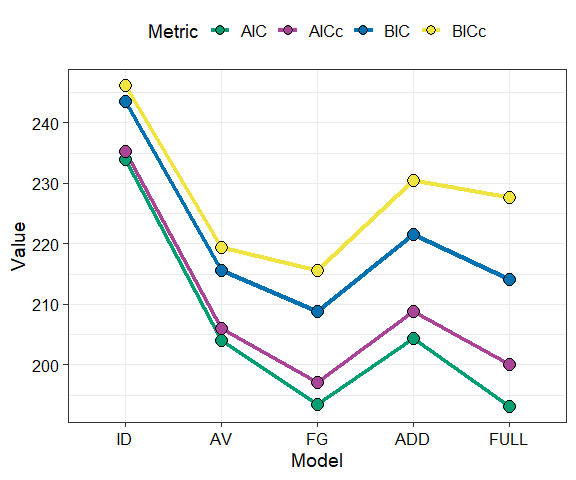 Metric AIC AICc BIC BICc
240
230
220
210
200
Value
ID AV FG ADD FULL
Model